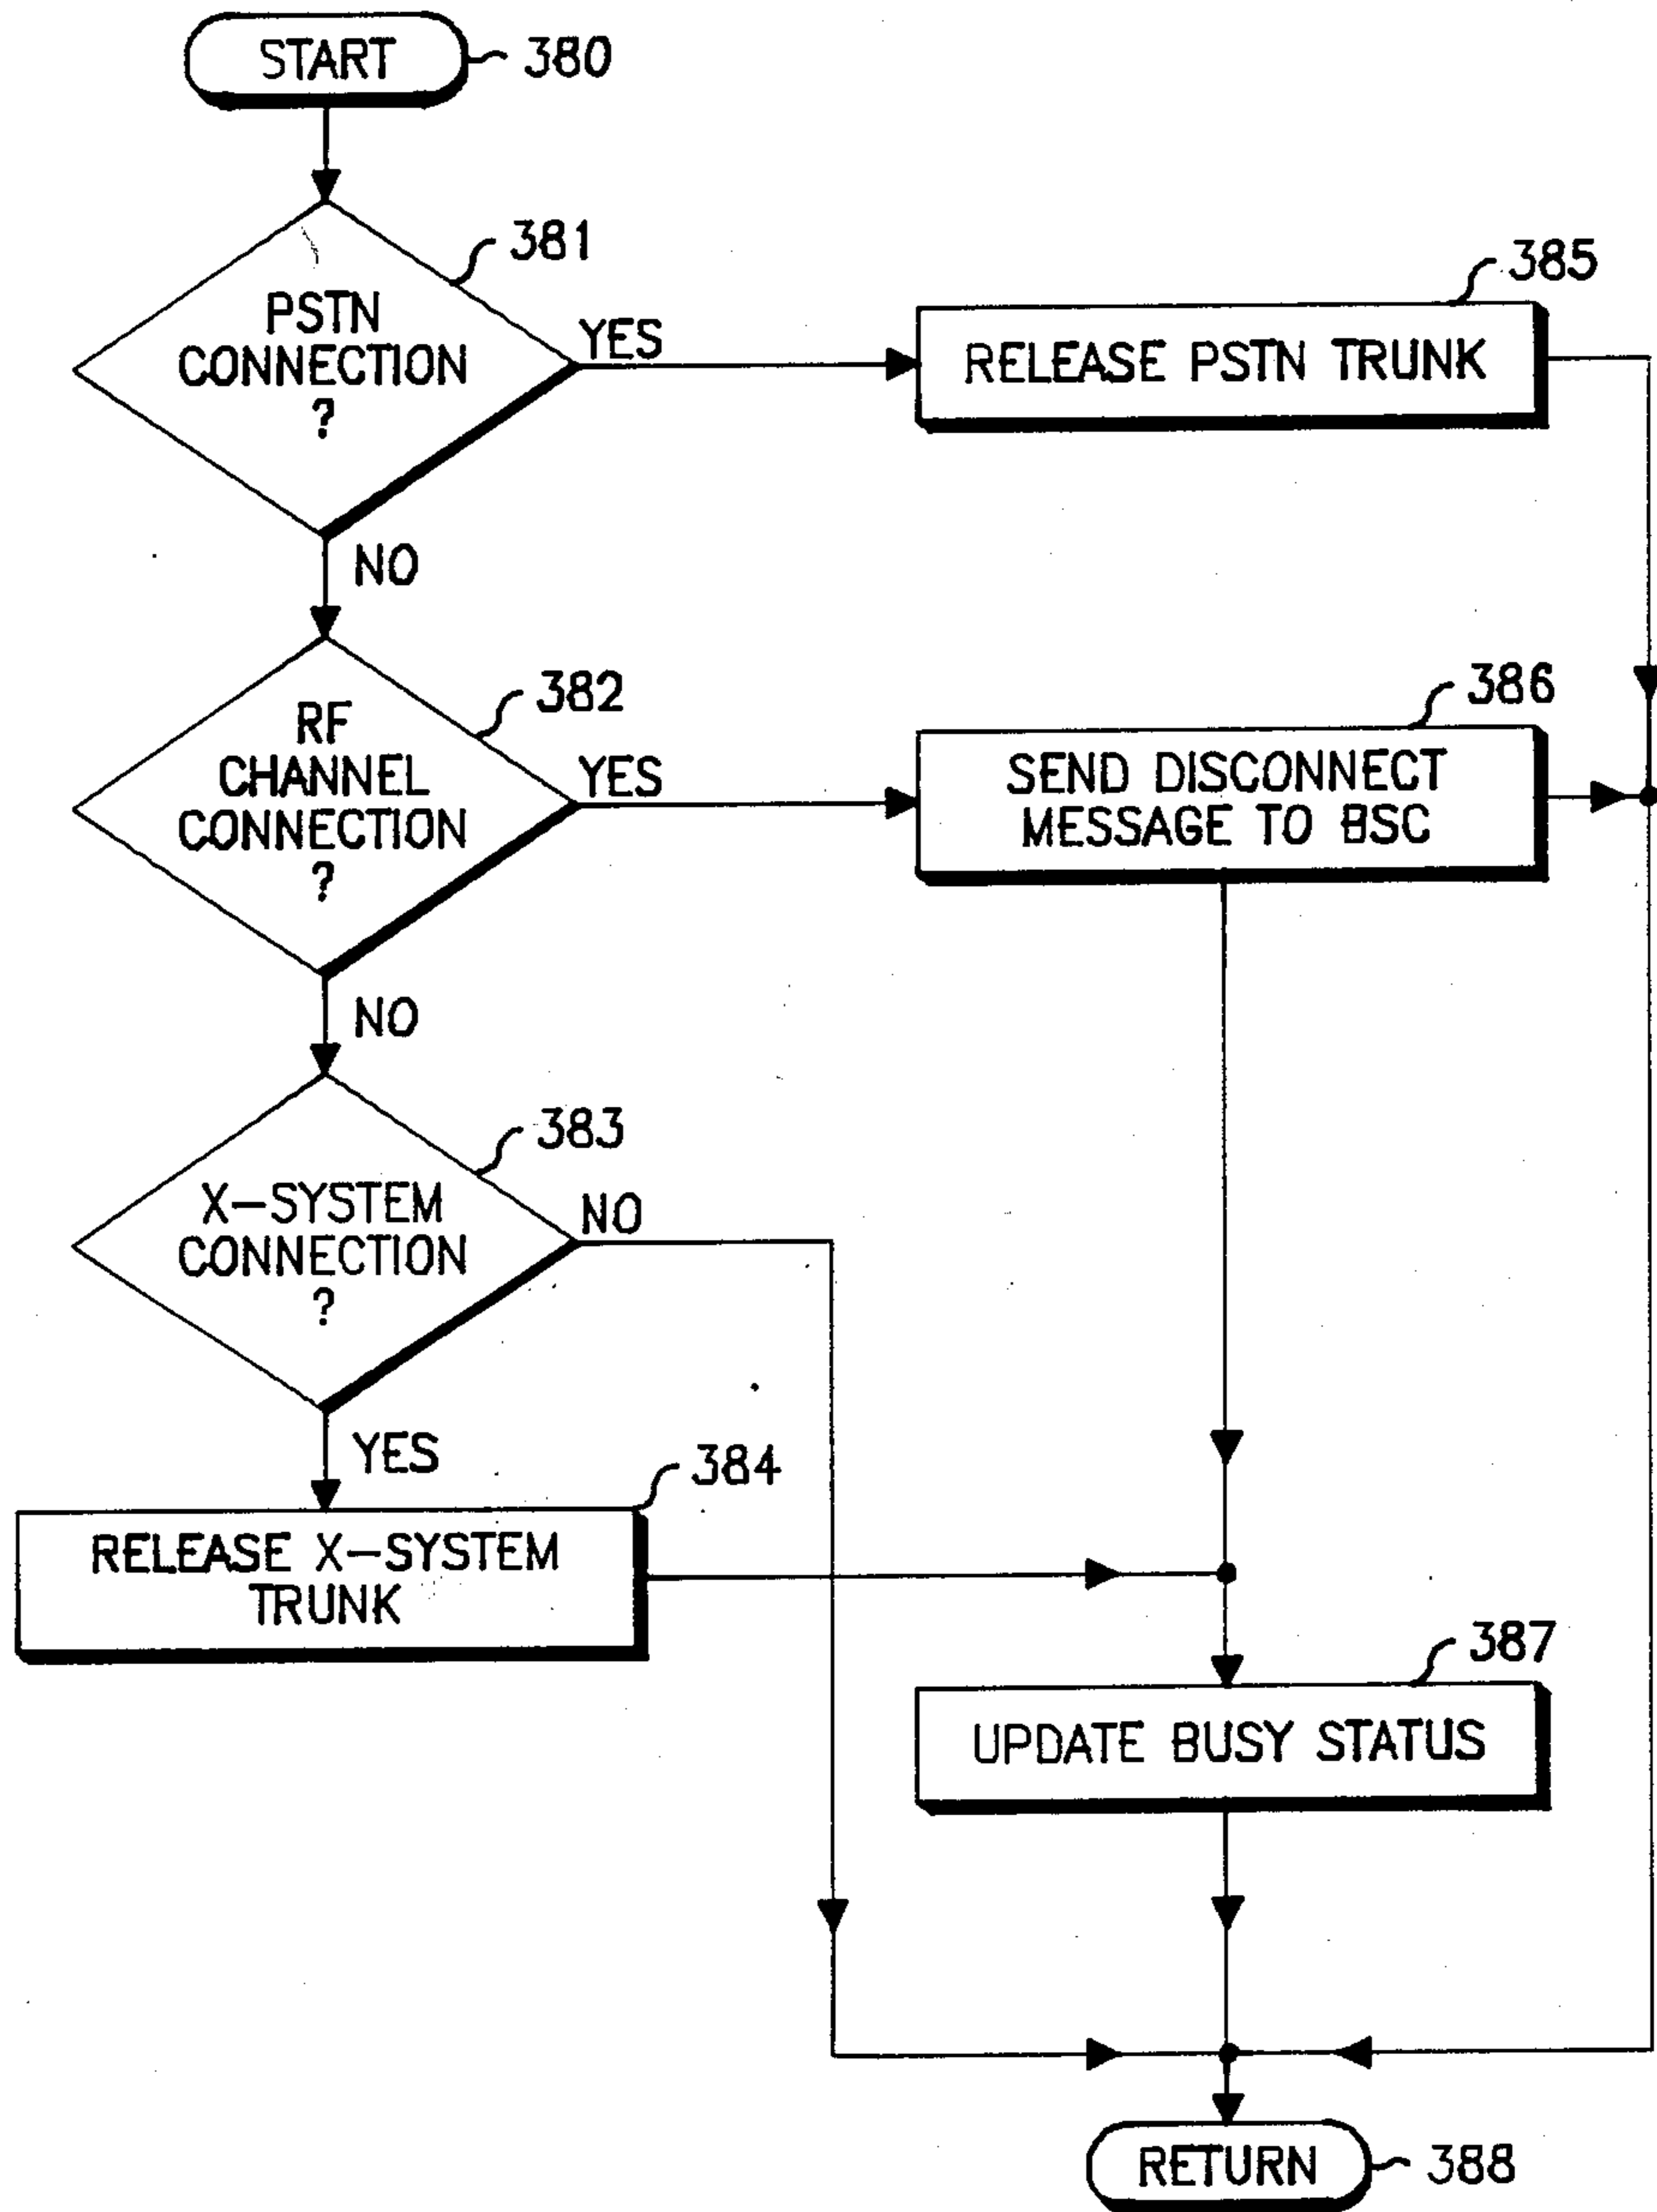 START
380
381
PSTN
CONNECTION
?
YES
385
RELEASE PSTN TRUNK
NO
382
RF
CHANNEL
CONNECTION
?
YES
386
SEND DISCONNECT
MESSAGE TO BSC
NO
383
X-SYSTEM
CONNECTION
?
NO
YES
384
RELEASE X-SYSTEM
TRUNK
387
UPDATE BUSY STATUS
RETURN
388